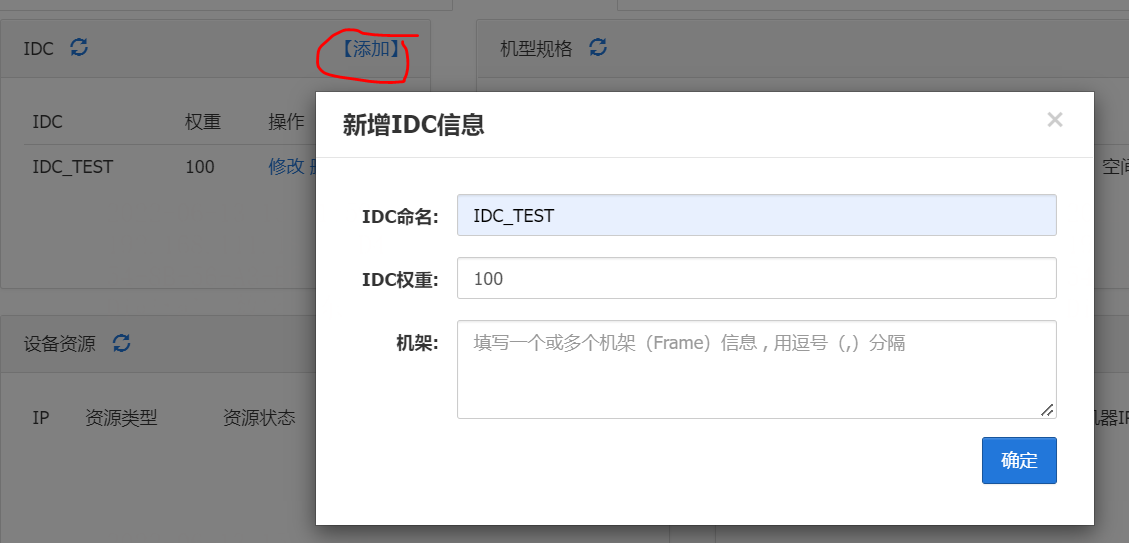 IDC 【添加】 机型规格
新增IDC信息 ×
IDC 权重 操作
IDC_TEST 100 修改
空间
IDC命名: IDC_TEST
IDC权重: 100
机架: 填写一个或多个机架（Frame）信息，用逗号（,）分隔
设备资源
IP 资源类型 资源状态
器IP
确定